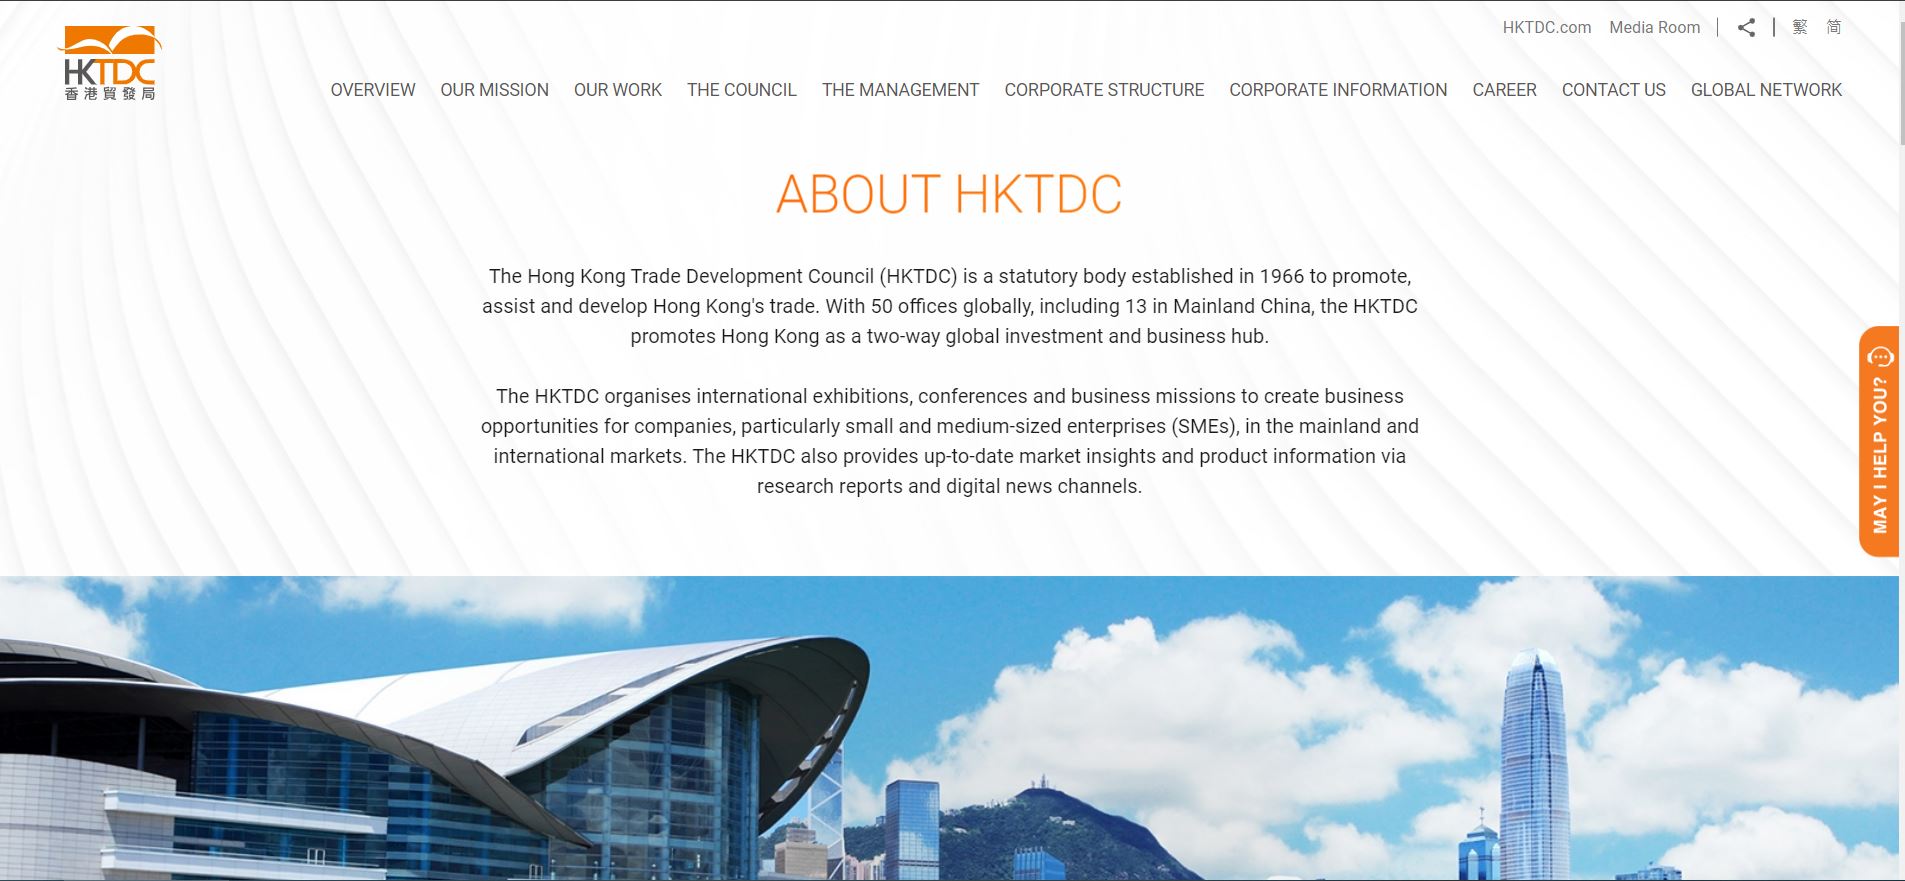 HKTDC
香港貿發局
HKTDC.com
Media Room
繁
简
OVERVIEW
OUR MISSION
OUR WORK
THE COUNCIL
THE MANAGEMENT
CORPORATE STRUCTURE
CORPORATE INFORMATION
CAREER
CONTACT US
GLOBAL NETWORK
ABOUT HKTDC
The Hong Kong Trade Development Council (HKTDC) is a statutory body established in 1966 to promote,
assist and develop Hong Kong's trade. With 50 offices globally, including 13 in Mainland China, the HKTDC
promotes Hong Kong as a two-way global investment and business hub.
The HKTDC organises international exhibitions, conferences and business missions to create business
opportunities for companies, particularly small and medium-sized enterprises (SMEs), in the mainland and
international markets. The HKTDC also provides up-to-date market insights and product information via
research reports and digital news channels.
MAY I HELP YOU?